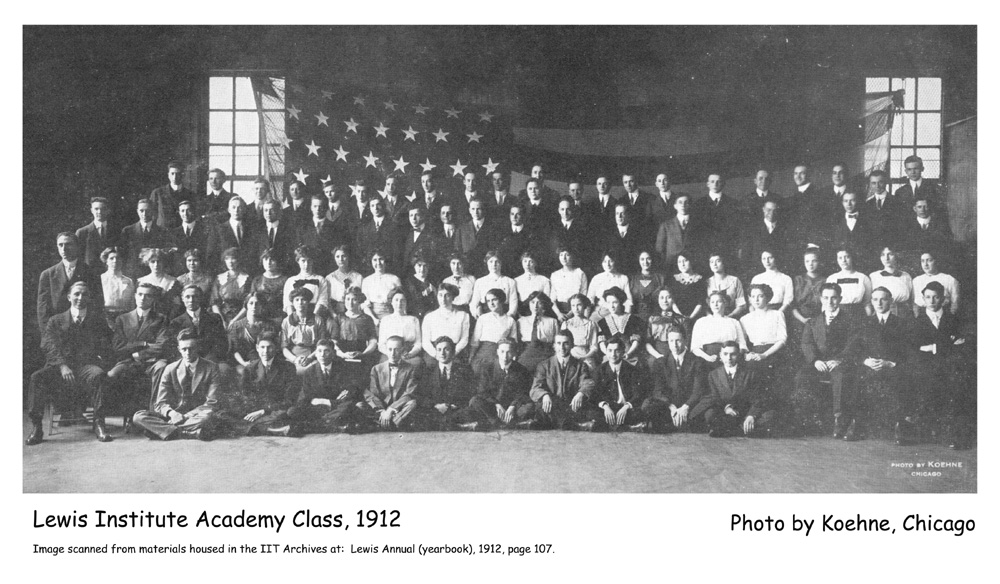 PHOTO BY KOEHNE
CHICAGO
Lewis Institute Academy Class, 1912
Photo by Koehne, Chicago
Image scanned from materials housed in the IIT Archives at:  Lewis Annual (yearbook), 1912, page 107.